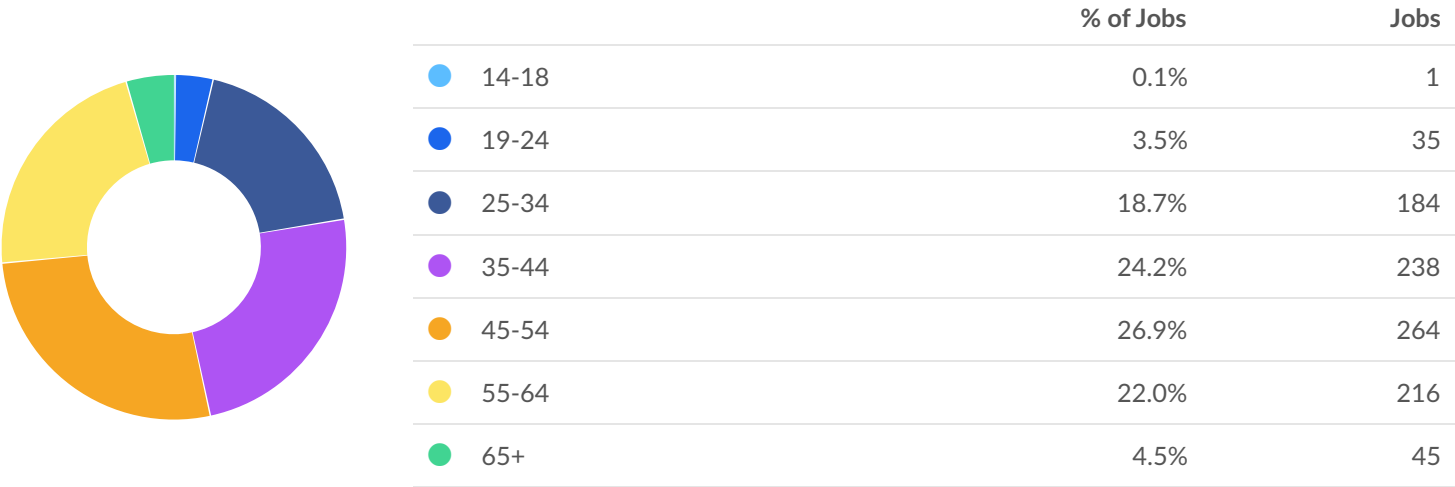 % of Jobs Jobs
14-18 0.1% 1
19-24 3.5% 35
25-34 18.7% 184
35-44 24.2% 238
45-54 26.9% 264
55-64 22.0% 216
65+ 4.5% 45